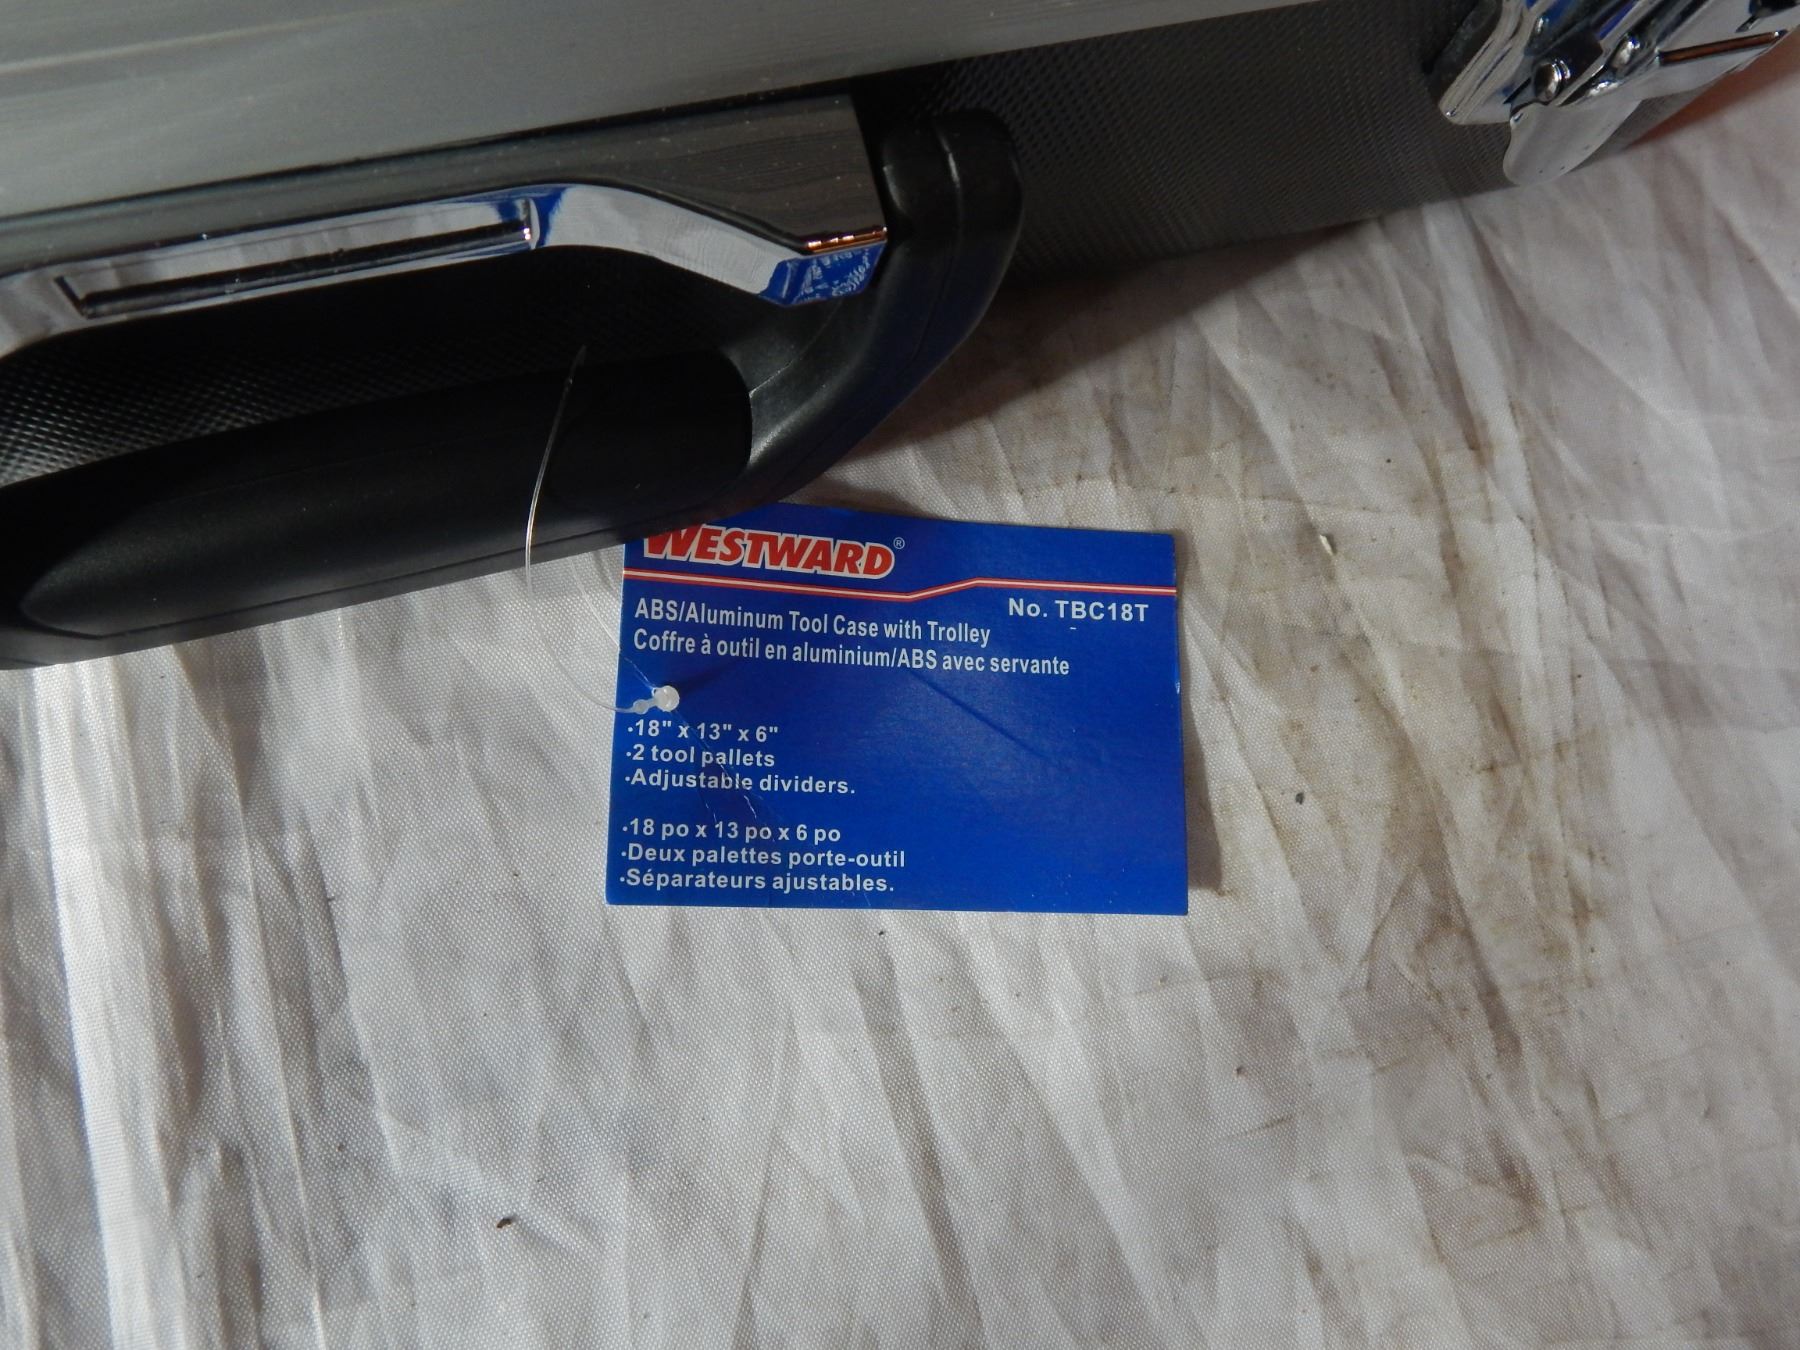 WESTWARD®
No. TBC18T
ABS/Aluminum Tool Case with Trolley
Coffre à outil en aluminium/ABS avec servante
·18" x 13" x 6"
·2 tool pallets
·Adjustable dividers.
·18 po x 13 po x 6 po
·Deux palettes porte-outil
·Séparateurs ajustables.